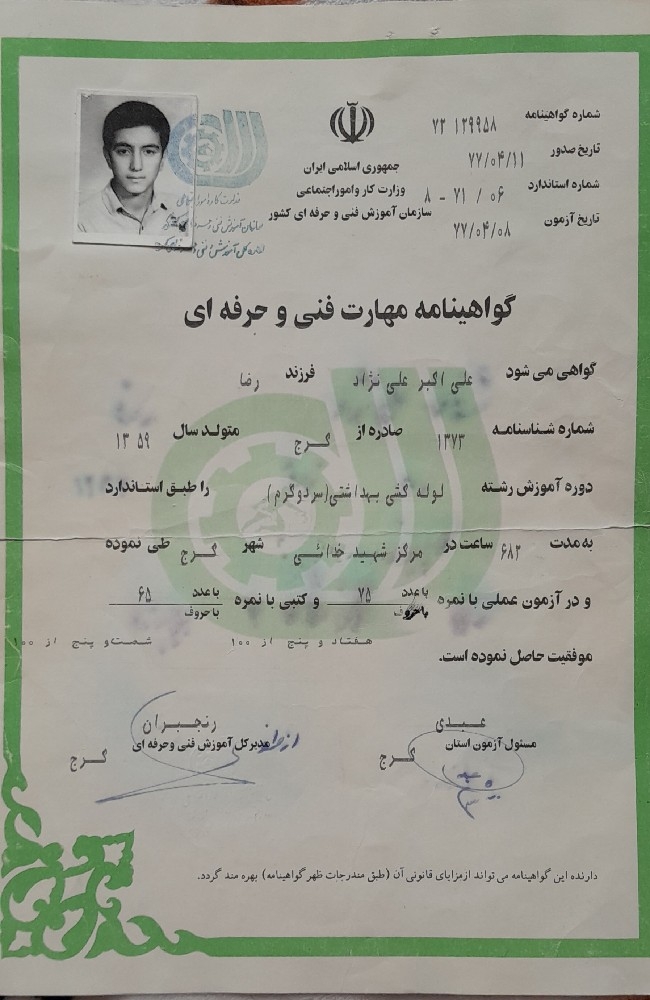 شماره گواهینامه ۷۲ ۱۲۹۹۵۸
تاریخ صدور ۷۷/۰۴/۱۱
شماره استاندارد ۸ - ۷۱ / ۰۶
تاریخ آزمون ۷۷/۰۴/۰۸
جمهوری اسلامی ایران
وزارت کار و امور اجتماعی
سازمان آموزش فنی و حرفه ای کشور
گواهینامه مهارت فنی و حرفه ای
گواهی می شود علی اکبر علی نژاد فرزند رضا
شماره شناسنامه ۱۳۷۳ صادره از کرج متولد سال ۱۳۵۹
دوره آموزش رشته لوله کشی بهداشتی(سردوگرم) را طبق استاندارد
به مدت ۶۸۲ ساعت در مرکز شهید خدائی شهر کرج طی نموده
و در آزمون عملی با نمره باعدد ۷۵ باحروف و کتبی با نمره باعدد ۶۵ باحروف
هفتاد و پنج از ۱۰۰ شصت و پنج از ۱۰۰
موفقیت حاصل نموده است.
عبدی رنجبران
مسئول آزمون استان مدیر کل آموزش فنی و حرفه ای
کرج کرج
دارنده این گواهینامه می تواند از مزایای قانونی آن (طبق مندرجات ظهر گواهینامه) بهره مند گردد.